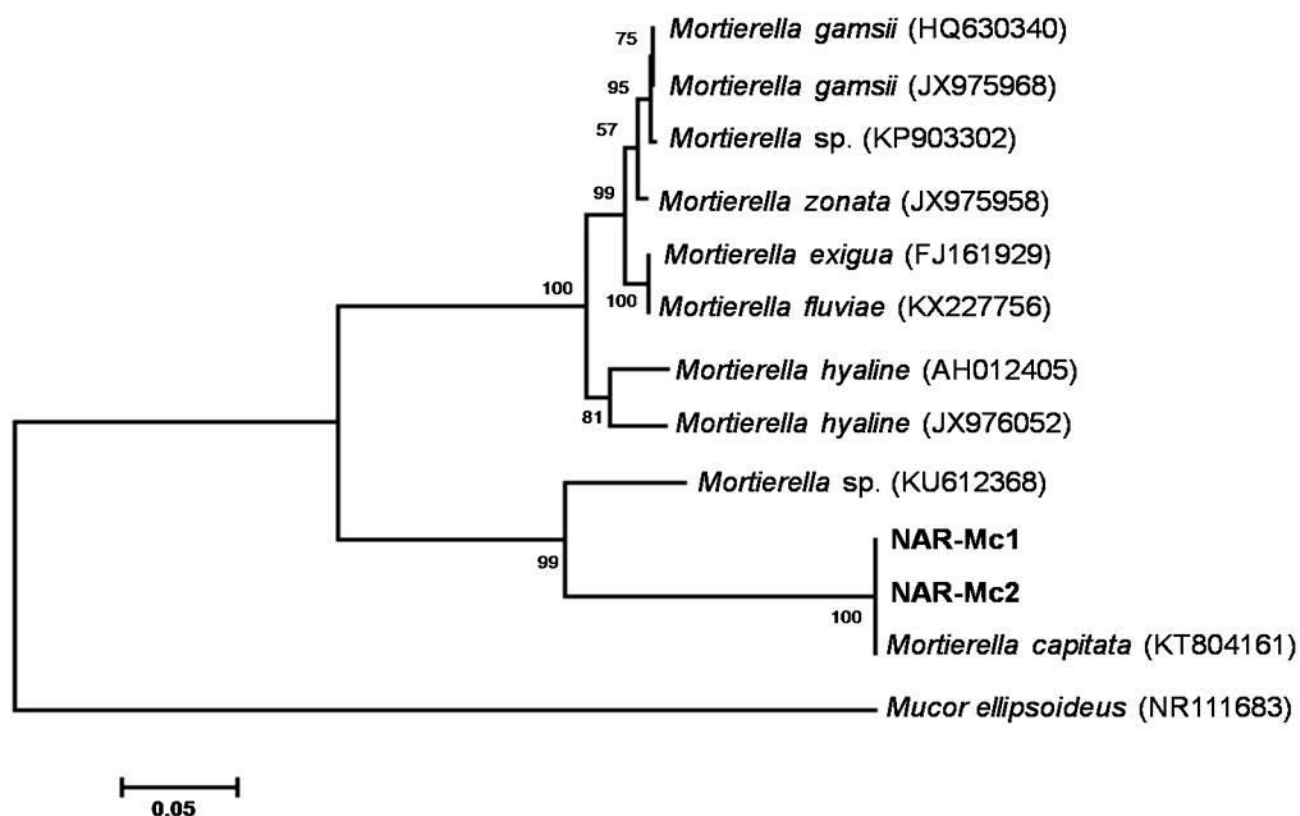 Mortierella gamsii (HQ630340)
75
Mortierella gamsii (JX975968)
95
Mortierella sp. (KP903302)
57
Mortierella zonata (JX975958)
99
Mortierella exigua (FJ161929)
100
Mortierella fluviae (KX227756)
100
Mortierella hyaline (AH012405)
Mortierella hyaline (JX976052)
81
Mortierella sp. (KU612368)
NAR-Mc1
99
NAR-Mc2
100
Mortierella capitata (KT804161)
Mucor ellipsoideus (NR111683)
0.05